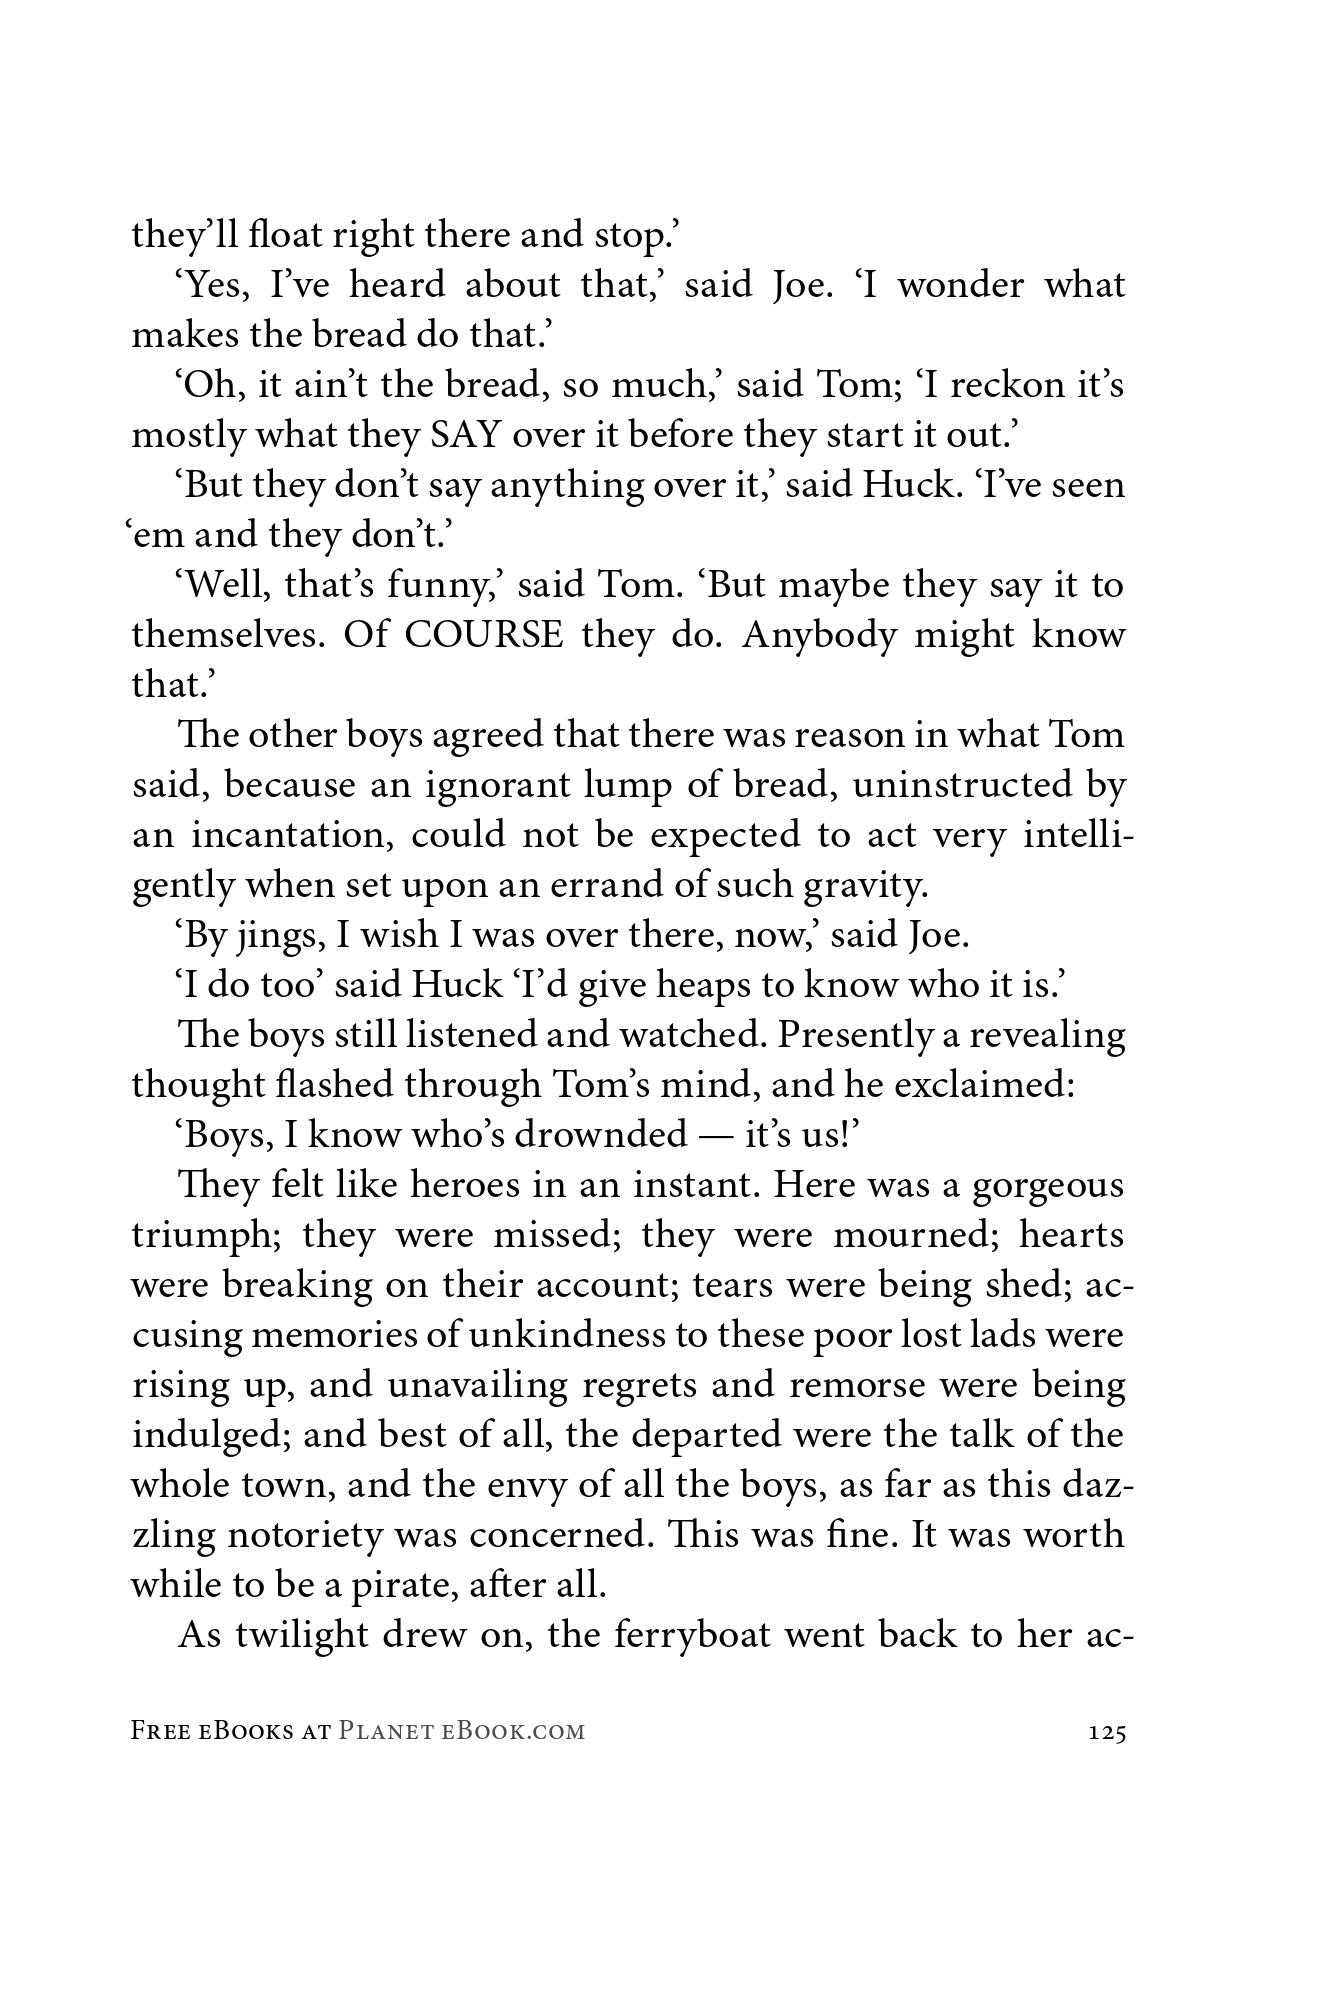 they’ll float right there and stop.’
‘Yes, I’ve heard about that,’ said Joe. ‘I wonder what
makes the bread do that.’
‘Oh, it ain’t the bread, so much,’ said Tom; ‘I reckon it’s
mostly what they SAY over it before they start it out.’
‘But they don’t say anything over it,’ said Huck. ‘I’ve seen
‘em and they don’t.’
‘Well, that’s funny,’ said Tom. ‘But maybe they say it to
themselves. Of COURSE they do. Anybody might know
that.’
The other boys agreed that there was reason in what Tom
said, because an ignorant lump of bread, uninstructed by
an incantation, could not be expected to act very intelli-
gently when set upon an errand of such gravity.
‘By jings, I wish I was over there, now,’ said Joe.
‘I do too’ said Huck ‘I’d give heaps to know who it is.’
The boys still listened and watched. Presently a revealing
thought flashed through Tom’s mind, and he exclaimed:
‘Boys, I know who’s drownded — it’s us!’
They felt like heroes in an instant. Here was a gorgeous
triumph; they were missed; they were mourned; hearts
were breaking on their account; tears were being shed; ac-
cusing memories of unkindness to these poor lost lads were
rising up, and unavailing regrets and remorse were being
indulged; and best of all, the departed were the talk of the
whole town, and the envy of all the boys, as far as this daz-
zling notoriety was concerned. This was fine. It was worth
while to be a pirate, after all.
As twilight drew on, the ferryboat went back to her ac-
Free eBooks at Planet eBook.com 125